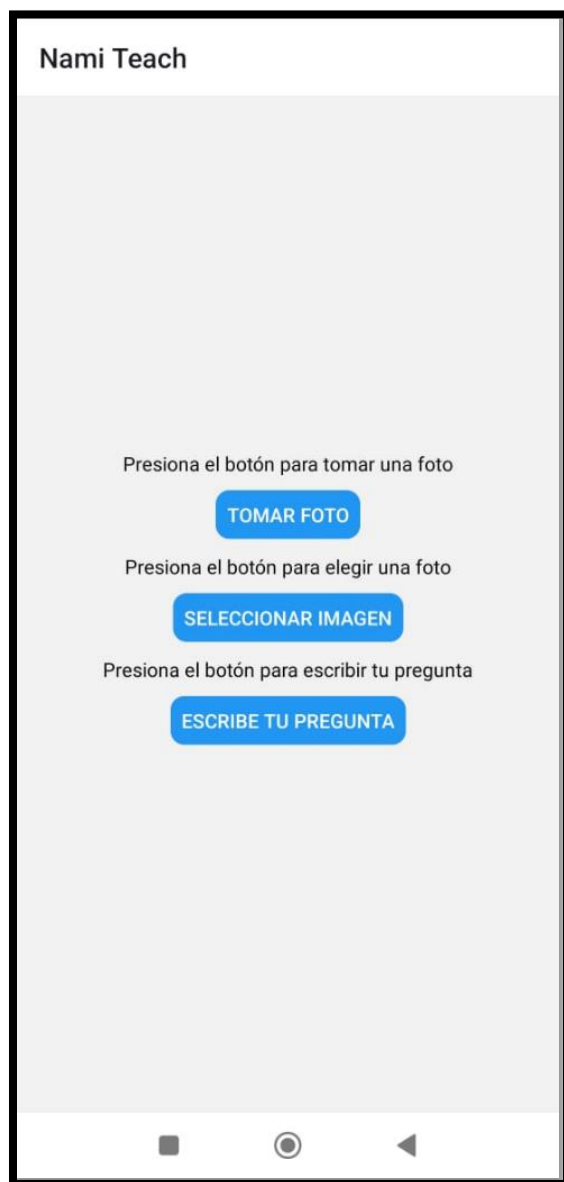 Nami Teach
Presiona el botón para tomar una foto
TOMAR FOTO
Presiona el botón para elegir una foto
SELECCIONAR IMAGEN
Presiona el botón para escribir tu pregunta
ESCRIBE TU PREGUNTA